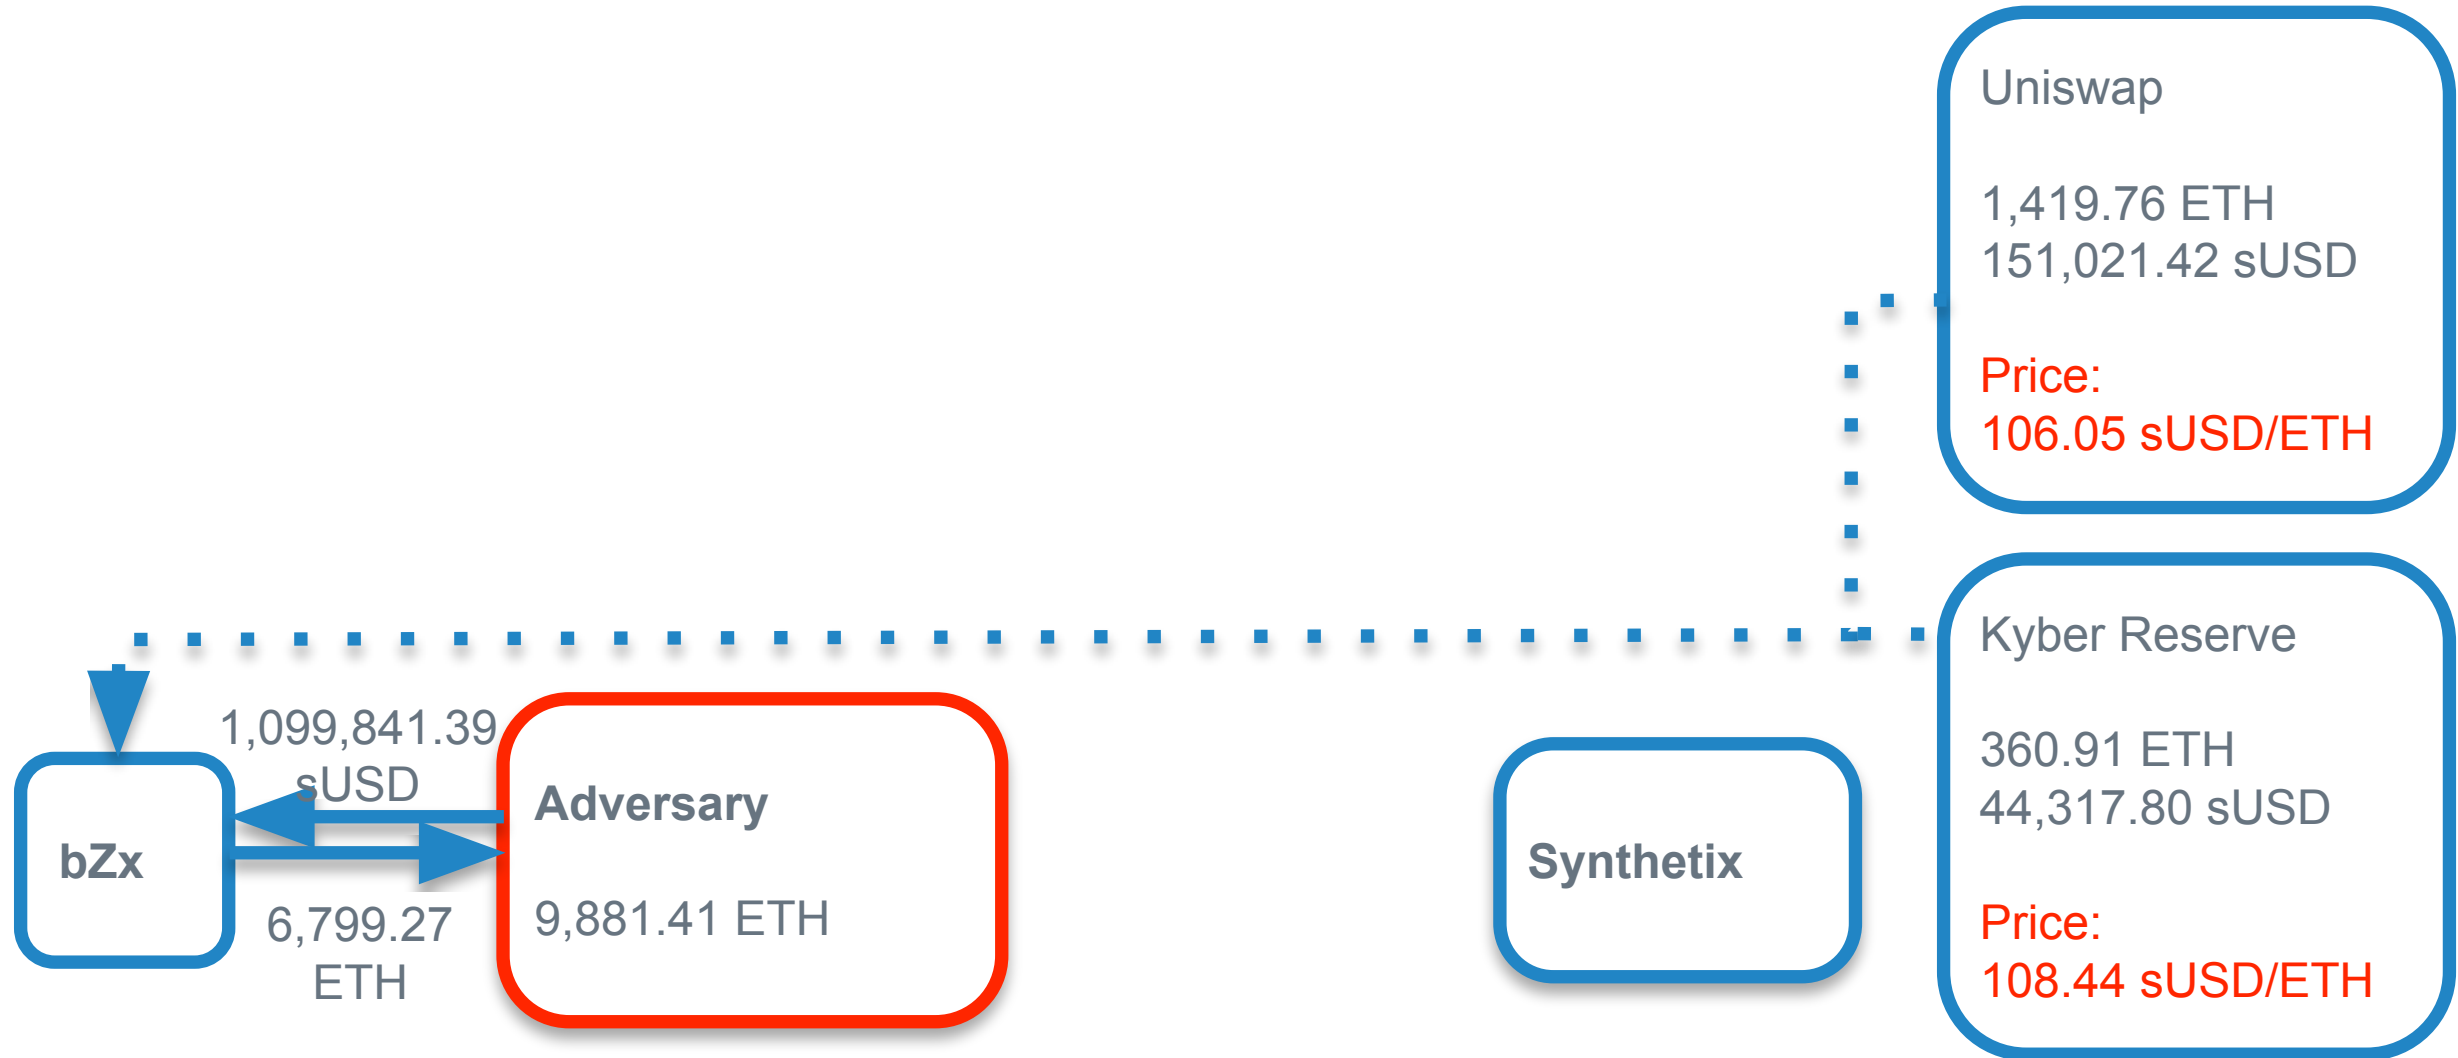 Uniswap
1,419.76 ETH
151,021.42 sUSD
Price:
106.05 sUSD/ETH
Kyber Reserve
360.91 ETH
44,317.80 sUSD
Price:
108.44 sUSD/ETH
1,099,841.39
sUSD
bZx
6,799.27
ETH
Adversary
9,881.41 ETH
Synthetix